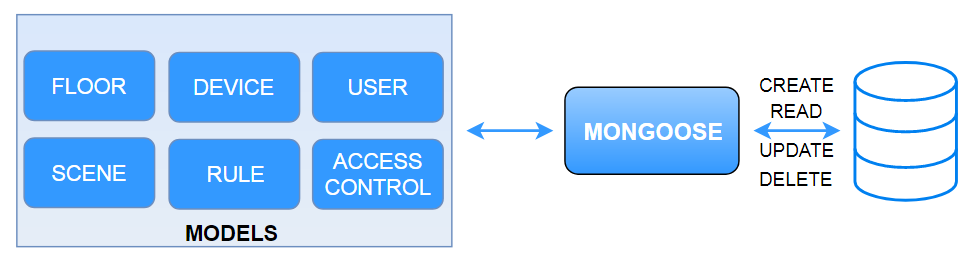 FLOOR
DEVICE
USER
SCENE
RULE
ACCESS
CONTROL
MODELS
MONGOOSE
CREATE
READ
UPDATE
DELETE